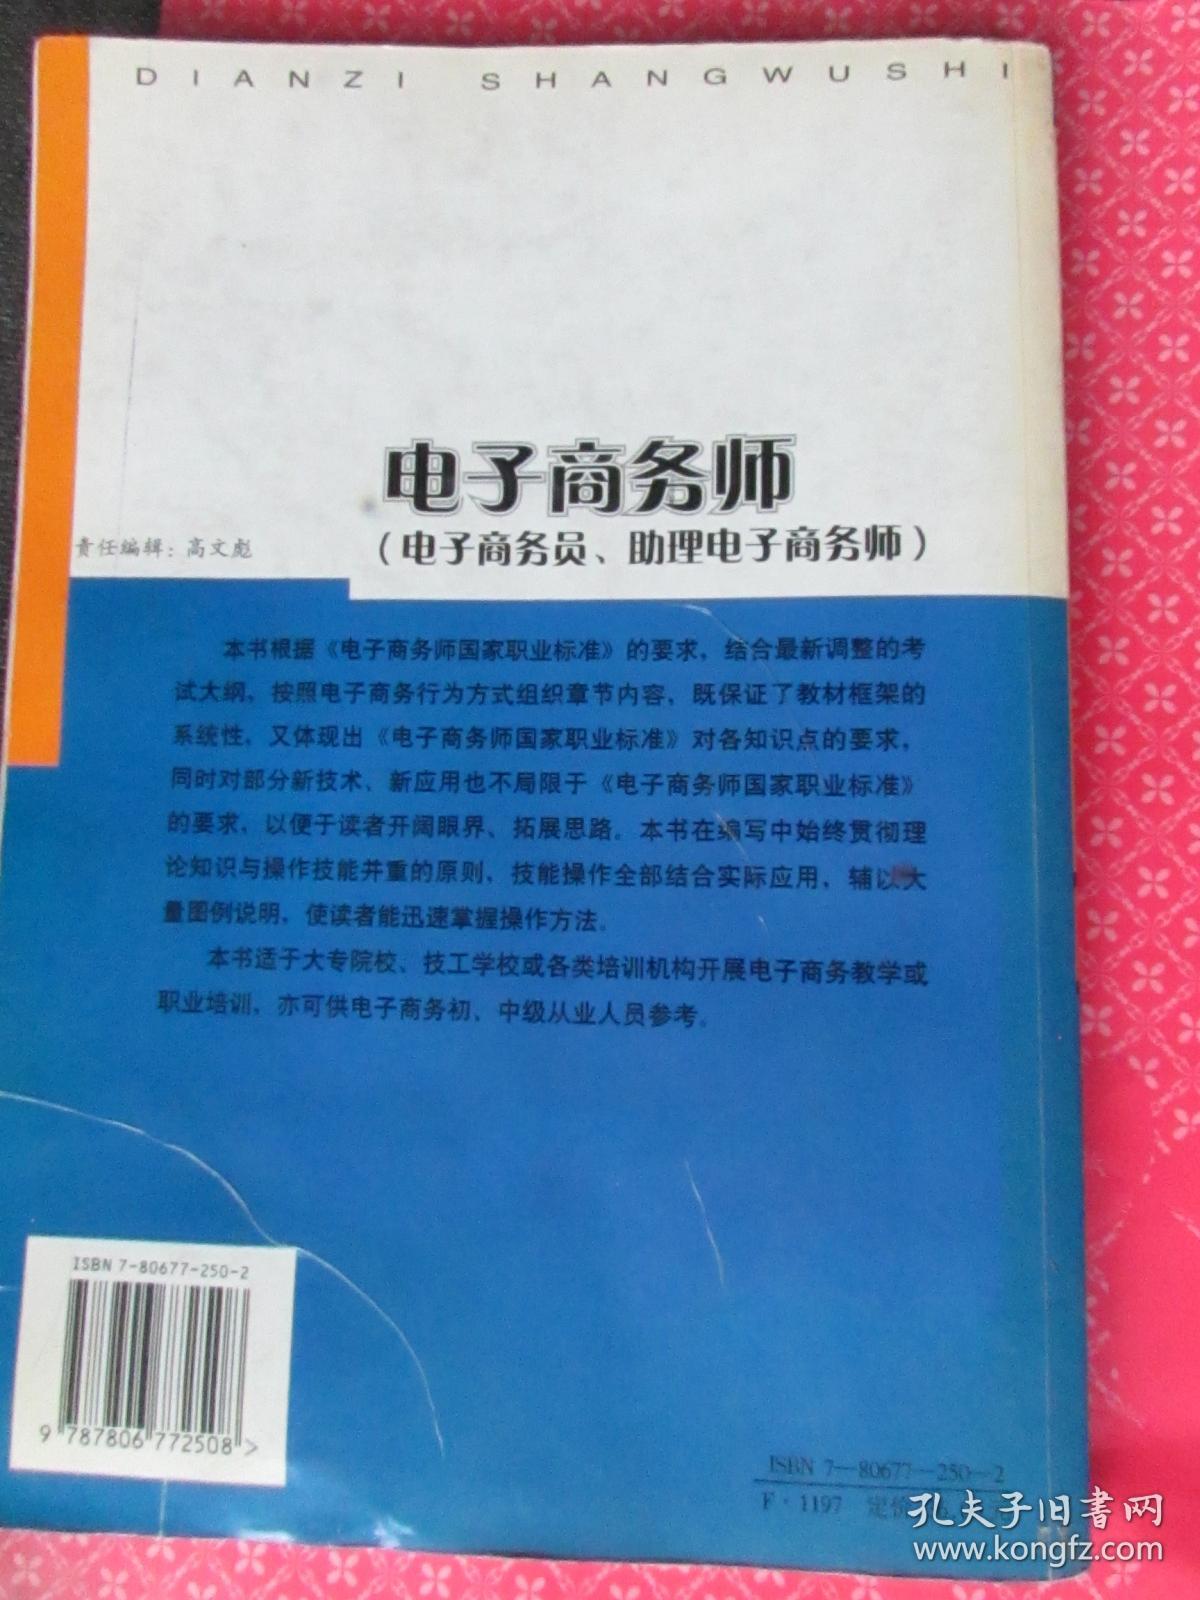 DIANZI SHANGWUSHI
电子商务师
责任编辑：高文彪
（电子商务员、助理电子商务师）
本书根据《电子商务师国家职业标准》的要求，结合最新调整的考
试大纲，按照电子商务行为方式组织章节内容，既保证了教材框架的
系统性，又体现出《电子商务师国家职业标准》对各知识点的要求，
同时对部分新技术、新应用也不局限于《电子商务师国家职业标准》
的要求，以便于读者开阔眼界、拓展思路。本书在编写中始终贯彻理
论知识与操作技能并重的原则，技能操作全部结合实际应用，辅以大
量图例说明，使读者能迅速掌握操作方法。
本书适于大专院校、技工学校或各类培训机构开展电子商务教学或
职业培训，亦可供电子商务初、中级从业人员参考。
ISBN 7-80677-250-2
9 787806 772508 >
ISBN 7—80677—250—2
F·1197 定价
孔夫子旧書网
www.kongfz.com